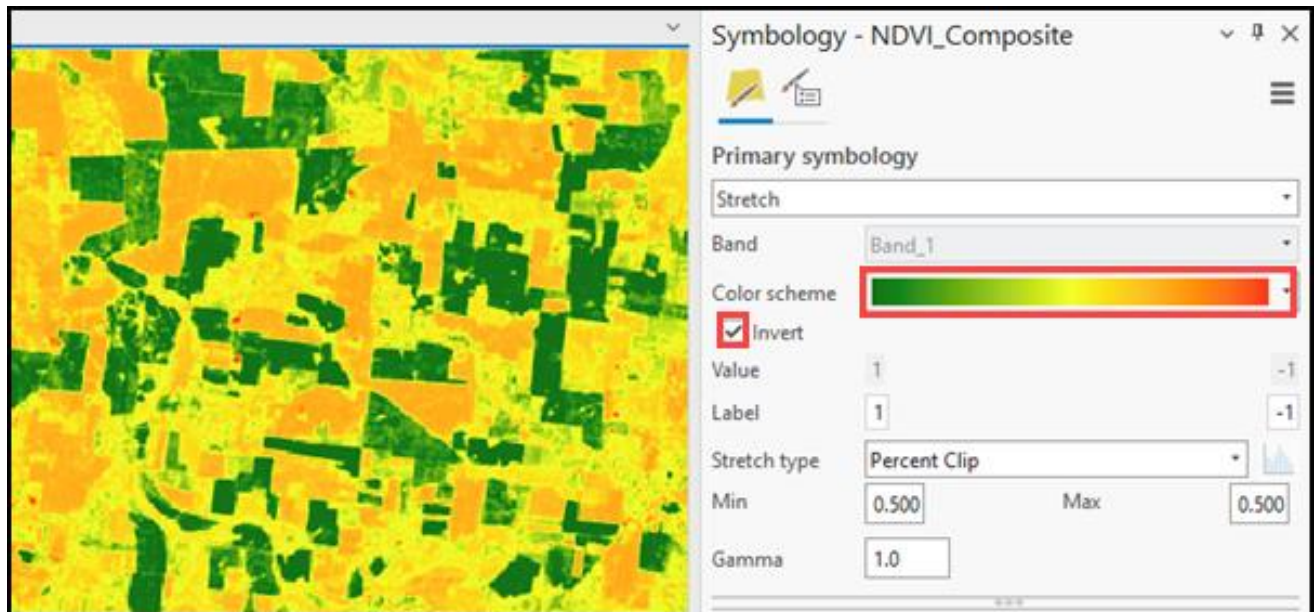 Symbology - NDVI_Composite
Primary symbology
Stretch
Band Band_1
Color scheme
Invert
Value 1 -1
Label 1 -1
Stretch type Percent Clip
Min 0.500 Max 0.500
Gamma 1.0